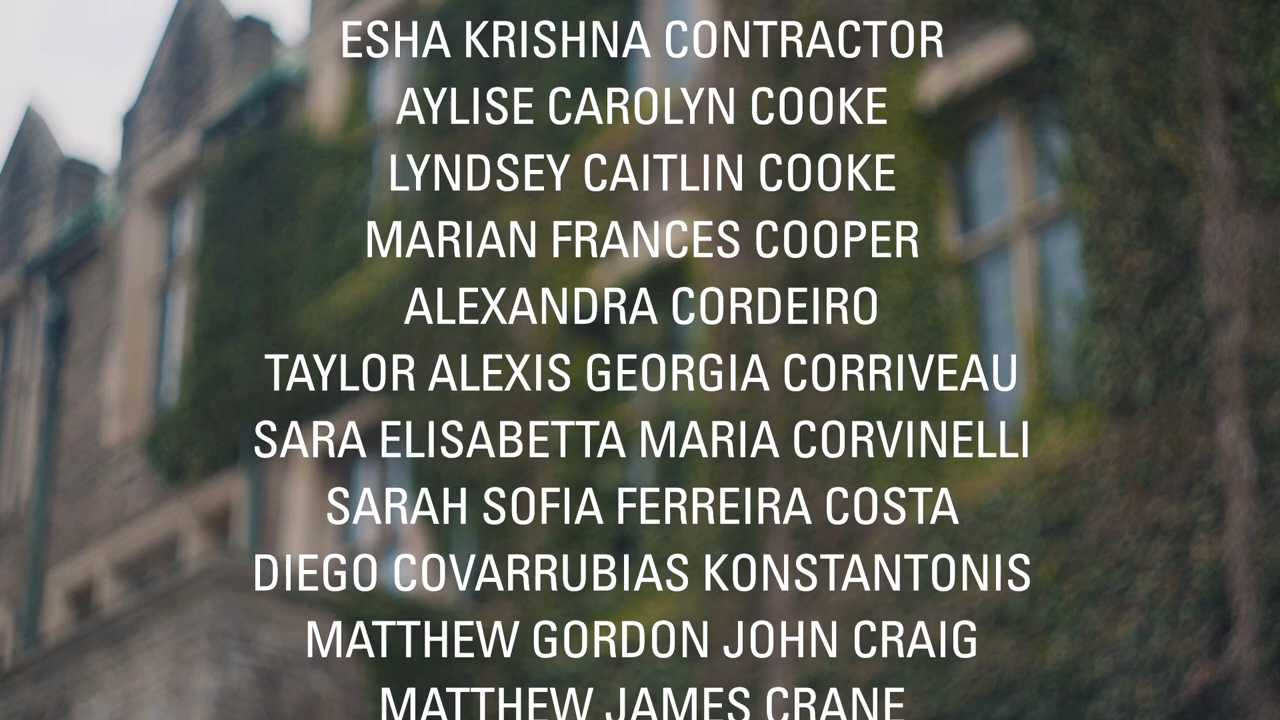 ESHA KRISHNA CONTRACTOR
AYLISE CAROLYN COOKE
LYNDSEY CAITLIN COOKE
MARIAN FRANCES COOPER
ALEXANDRA CORDEIRO
TAYLOR ALEXIS GEORGIA CORRIVEAU
SARA ELISABETTA MARIA CORVINELLI
SARAH SOFIA FERREIRA COSTA
DIEGO COVARRUBIAS KONSTANTONIS
MATTHEW GORDON JOHN CRAIG
MATTHEW JAMES CRANE